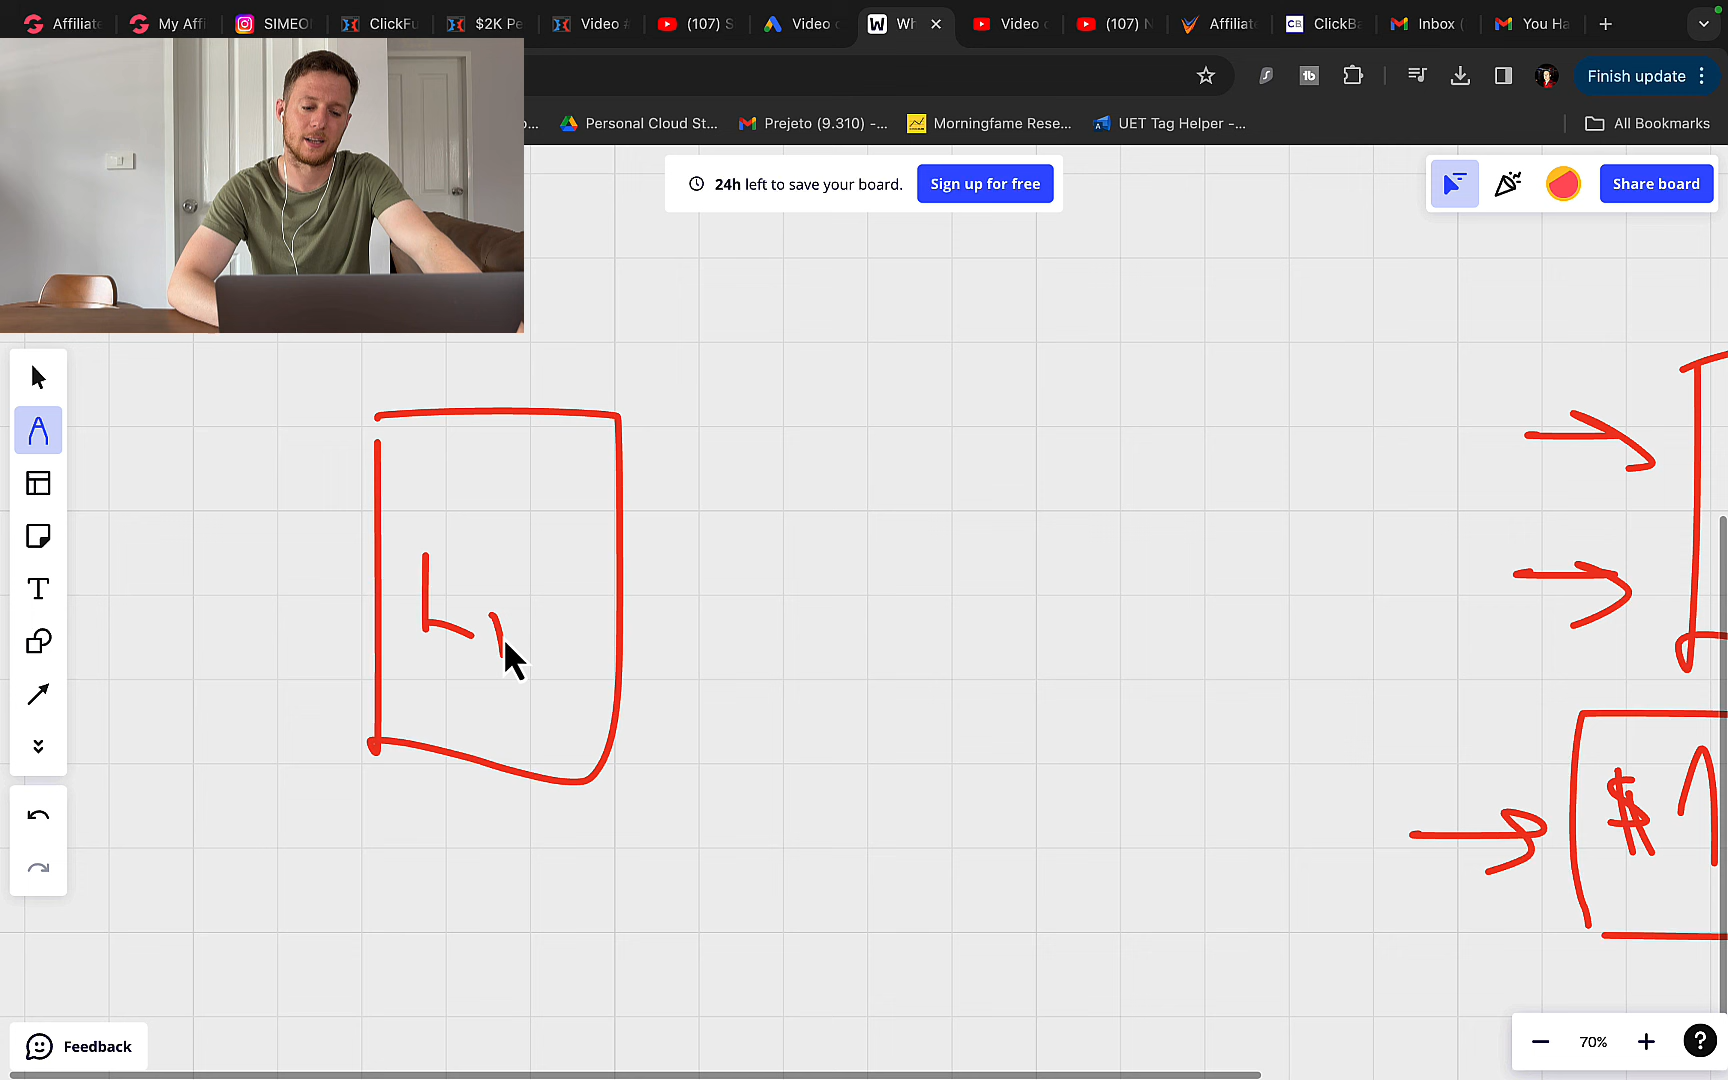 Affiliate
My Affi
SIMEO
ClickFu
$2K Pe
Video
(107) S
Video
Wh
Video
(107) N
Affiliate
ClickBa
Inbox (
You Ha
Finish update
Personal Cloud St...
Prejeto (9.310) -...
Morningfame Rese...
UET Tag Helper -...
All Bookmarks
24h left to save your board.
Sign up for free
Share board
$ 1
Feedback
70%